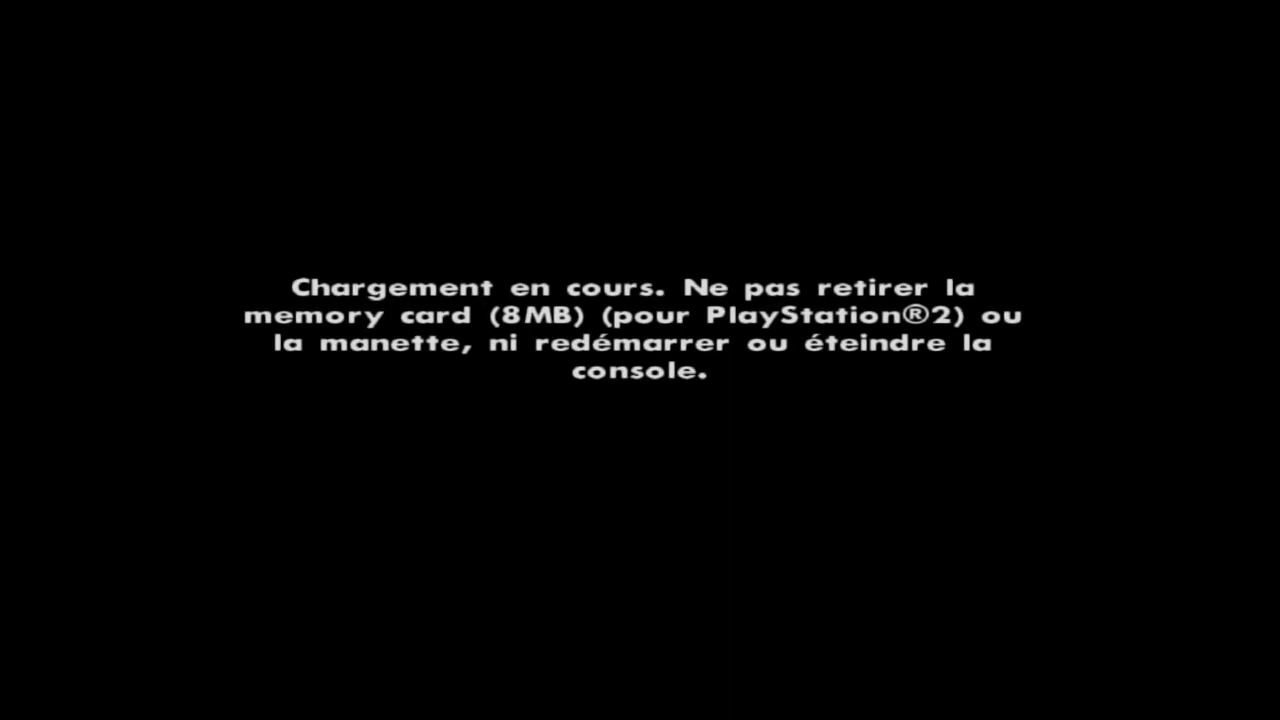 Chargement en cours. Ne pas retirer la
memory card (8MB) (pour PlayStation®2) ou
la manette, ni redémarrer ou éteindre la
console.